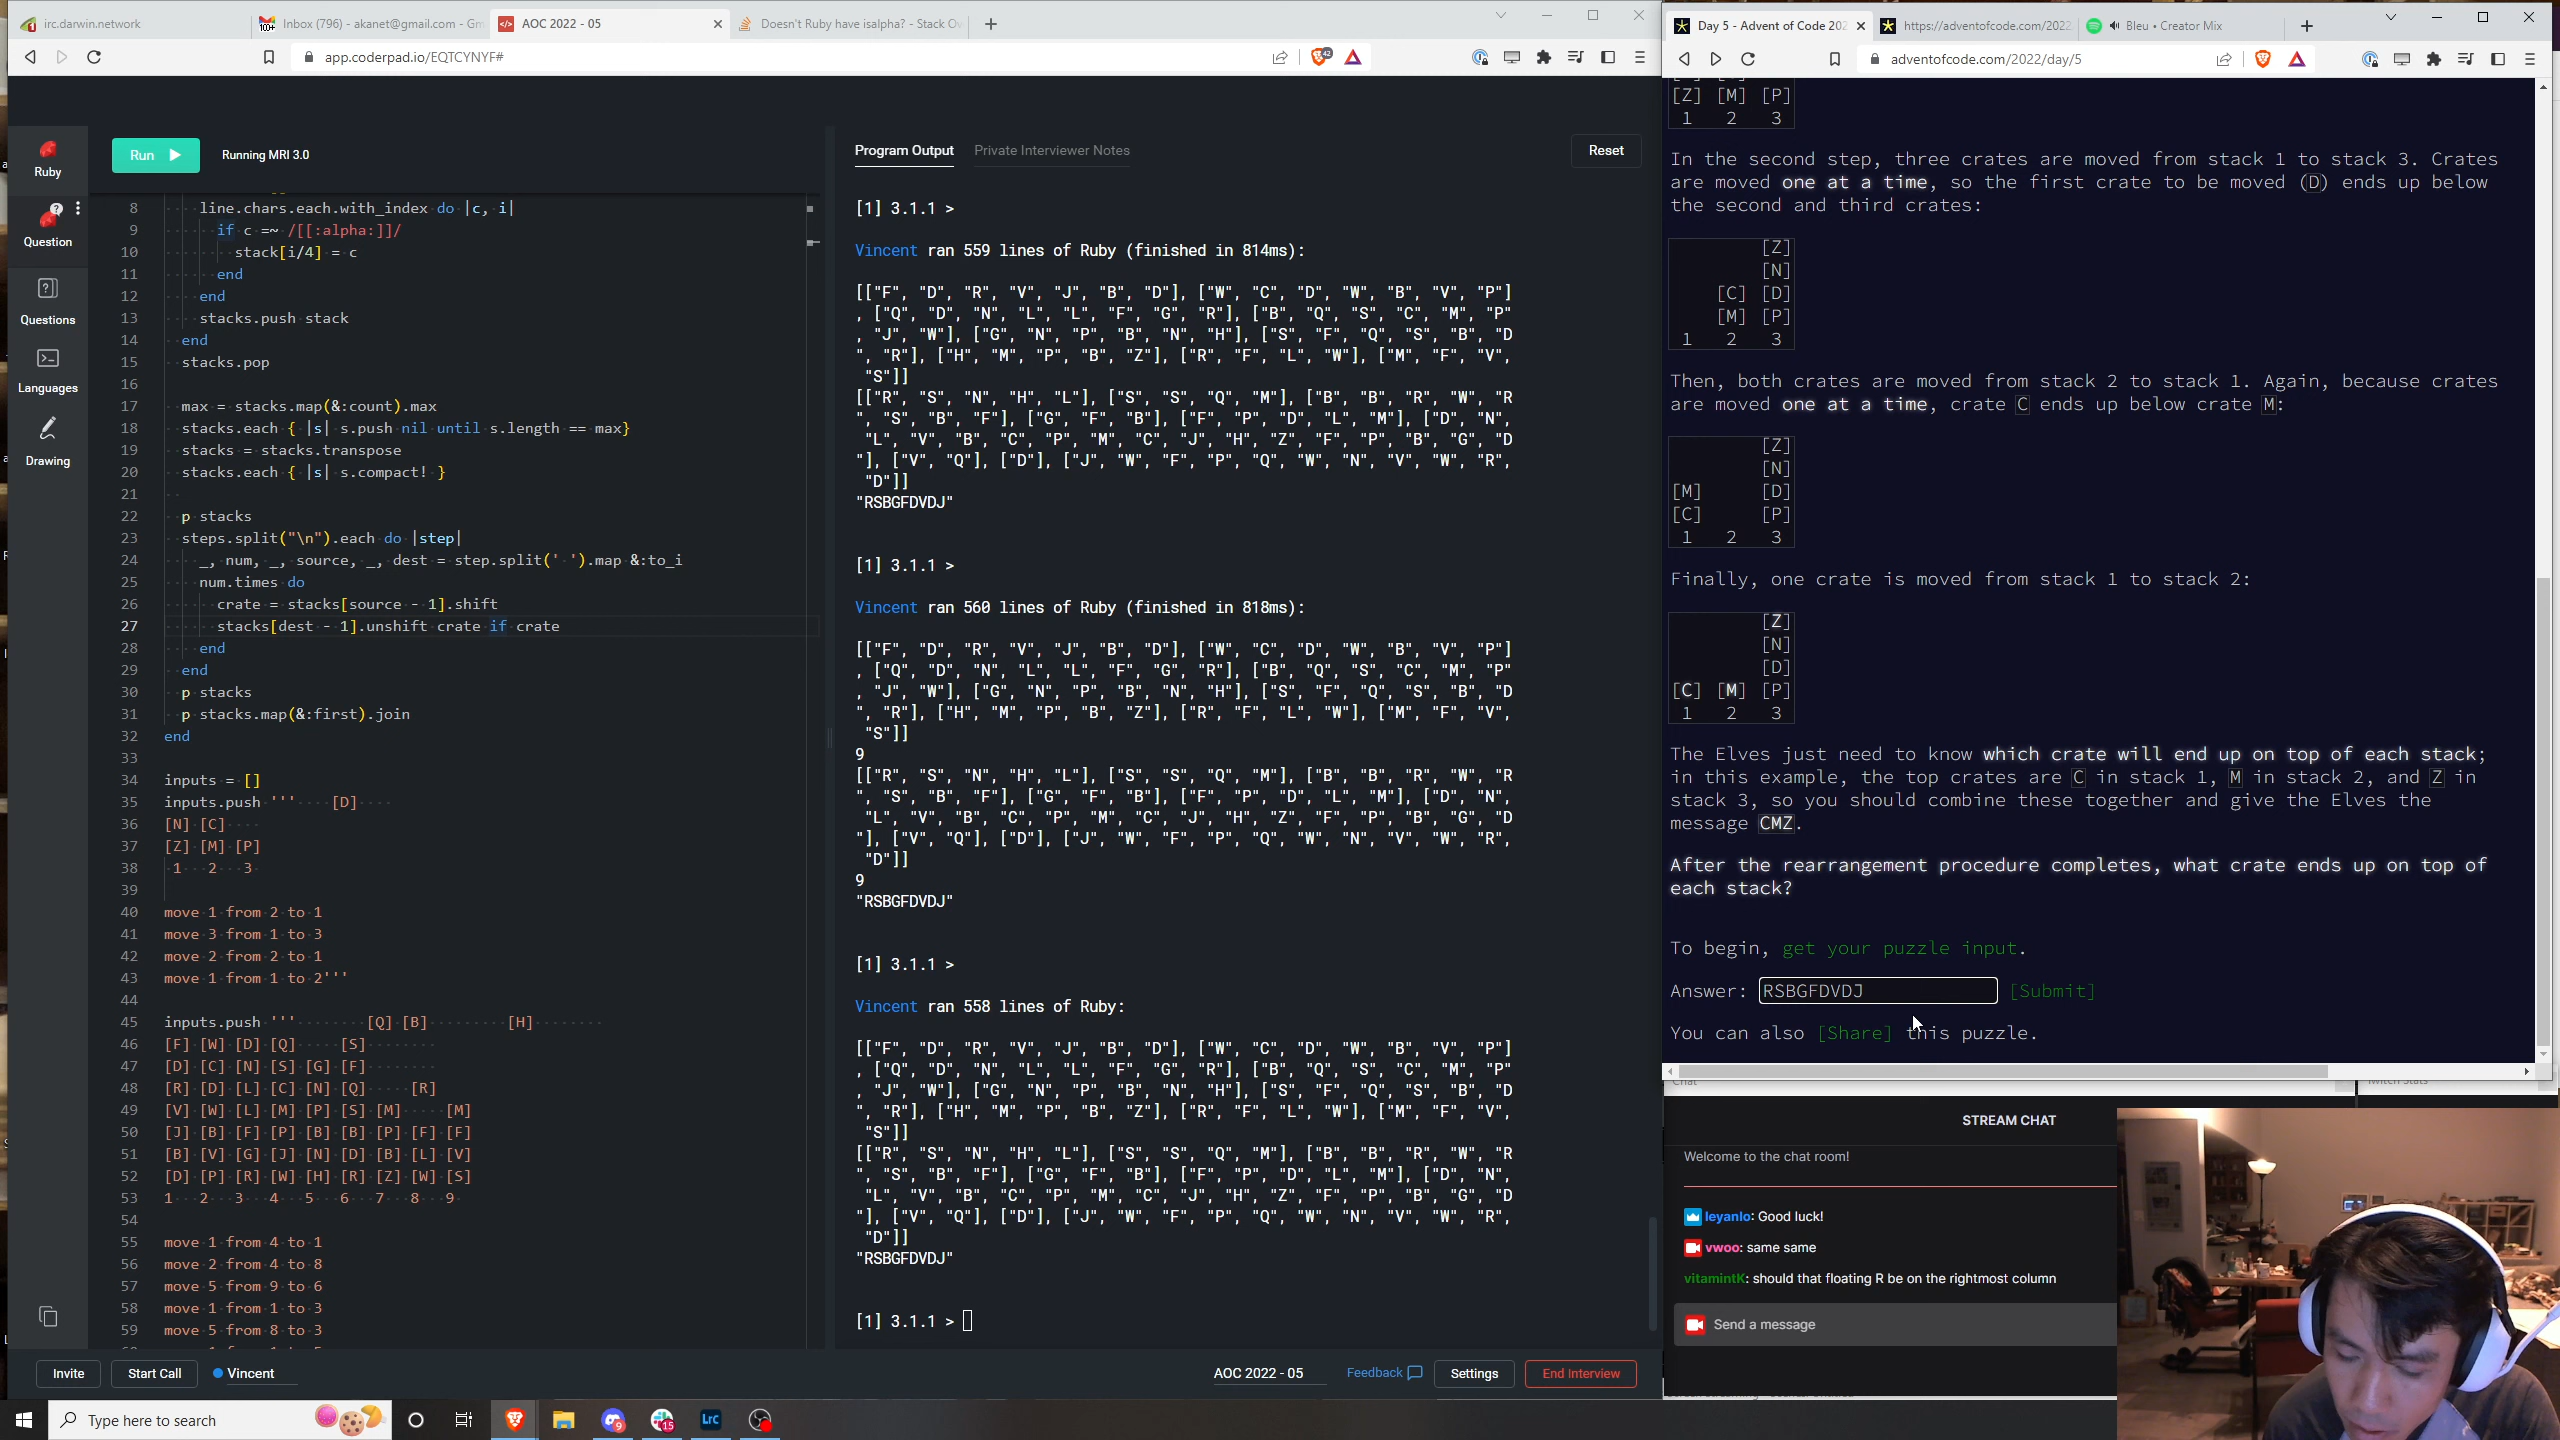 irc.darwin.network
Inbox (796) - akanet@gmail.com - Gm
AOC 2022 - 05
Doesn't Ruby have isalpha? - Stack Ov
app.coderpad.io/EQTCYNYF#
Ruby
Question
Questions
Languages
Drawing
Run
Running MRI 3.0
8 line.chars.each.with_index do |c, i|
9 if c =~ /[[:alpha:]]/
10 stack[i/4] = c
11 end
12 end
13 stacks.push stack
14 end
15 stacks.pop
16
17 max = stacks.map(&:count).max
18 stacks.each { |s| s.push nil until s.length == max}
19 stacks = stacks.transpose
20 stacks.each { |s| s.compact! }
21
22 p stacks
23 steps.split("\n").each do |step|
24 _, num, _, source, _, dest = step.split(' ').map &:to_i
25 num.times do
26 crate = stacks[source - 1].shift
27 stacks[dest - 1].unshift crate if crate
28 end
29 end
30 p stacks
31 p stacks.map(&:first).join
32 end
33
34 inputs = []
35 inputs.push '''    [D]
36 [N] [C]
37 [Z] [M] [P]
38 1 2 3
39
40 move 1 from 2 to 1
41 move 3 from 1 to 3
42 move 2 from 2 to 1
43 move 1 from 1 to 2'''
44
45 inputs.push '''        [Q] [B]         [H]
46 [F] [W] [D] [Q]     [S]
47 [D] [C] [N] [S] [G] [F]
48 [R] [D] [L] [C] [N] [Q]     [R]
49 [V] [W] [L] [M] [P] [S] [M]     [M]
50 [J] [B] [F] [P] [B] [B] [P] [F] [F]
51 [B] [V] [G] [J] [N] [D] [B] [L] [V]
52 [D] [P] [R] [W] [H] [R] [Z] [W] [S]
53 1 2 3 4 5 6 7 8 9
54
55 move 1 from 4 to 1
56 move 2 from 4 to 8
57 move 5 from 9 to 6
58 move 1 from 1 to 3
59 move 5 from 8 to 3
Program Output
Private Interviewer Notes
Reset
[1] 3.1.1 >
Vincent ran 559 lines of Ruby (finished in 814ms):
[["F", "D", "R", "V", "J", "B", "D"], ["W", "C", "D", "W", "B", "V", "P"]
, ["Q", "D", "N", "L", "L", "F", "G", "R"], ["B", "Q", "S", "C", "M", "P"
, "J", "W"], ["G", "N", "P", "B", "N", "H"], ["S", "F", "Q", "S", "B", "D
", "R"], ["H", "M", "P", "B", "Z"], ["R", "F", "L", "W"], ["M", "F", "V",
"S"]]
[["R", "S", "N", "H", "L"], ["S", "S", "Q", "M"], ["B", "B", "R", "W", "R
", "S", "B", "F"], ["G", "F", "B"], ["F", "P", "D", "L", "M"], ["D", "N",
"L", "V", "B", "C", "P", "M", "C", "J", "H", "Z", "F", "P", "B", "G", "D
"], ["V", "Q"], ["D"], ["J", "W", "F", "P", "Q", "W", "N", "V", "W", "R",
"D"]]
"RSBGFDVDJ"
[1] 3.1.1 >
Vincent ran 560 lines of Ruby (finished in 818ms):
[["F", "D", "R", "V", "J", "B", "D"], ["W", "C", "D", "W", "B", "V", "P"]
, ["Q", "D", "N", "L", "L", "F", "G", "R"], ["B", "Q", "S", "C", "M", "P"
, "J", "W"], ["G", "N", "P", "B", "N", "H"], ["S", "F", "Q", "S", "B", "D
", "R"], ["H", "M", "P", "B", "Z"], ["R", "F", "L", "W"], ["M", "F", "V",
"S"]]
9
[["R", "S", "N", "H", "L"], ["S", "S", "Q", "M"], ["B", "B", "R", "W", "R
", "S", "B", "F"], ["G", "F", "B"], ["F", "P", "D", "L", "M"], ["D", "N",
"L", "V", "B", "C", "P", "M", "C", "J", "H", "Z", "F", "P", "B", "G", "D
"], ["V", "Q"], ["D"], ["J", "W", "F", "P", "Q", "W", "N", "V", "W", "R",
"D"]]
9
"RSBGFDVDJ"
[1] 3.1.1 >
Vincent ran 558 lines of Ruby:
[["F", "D", "R", "V", "J", "B", "D"], ["W", "C", "D", "W", "B", "V", "P"]
, ["Q", "D", "N", "L", "L", "F", "G", "R"], ["B", "Q", "S", "C", "M", "P"
, "J", "W"], ["G", "N", "P", "B", "N", "H"], ["S", "F", "Q", "S", "B", "D
", "R"], ["H", "M", "P", "B", "Z"], ["R", "F", "L", "W"], ["M", "F", "V",
"S"]]
[["R", "S", "N", "H", "L"], ["S", "S", "Q", "M"], ["B", "B", "R", "W", "R
", "S", "B", "F"], ["G", "F", "B"], ["F", "P", "D", "L", "M"], ["D", "N",
"L", "V", "B", "C", "P", "M", "C", "J", "H", "Z", "F", "P", "B", "G", "D
"], ["V", "Q"], ["D"], ["J", "W", "F", "P", "Q", "W", "N", "V", "W", "R",
"D"]]
"RSBGFDVDJ"
[1] 3.1.1 >
Invite
Start Call
Vincent
AOC 2022 - 05
Feedback
Settings
End Interview
Type here to search
Day 5 - Advent of Code 202
https://adventofcode.com/2022
Bleu • Creator Mix
adventofcode.com/2022/day/5
[Z] [M] [P]
1 2 3
In the second step, three crates are moved from stack 1 to stack 3. Crates
are moved one at a time, so the first crate to be moved (D) ends up below
the second and third crates:
[Z]
[N]
[C] [D]
[M] [P]
1 2 3
Then, both crates are moved from stack 2 to stack 1. Again, because crates
are moved one at a time, crate C ends up below crate M:
[Z]
[N]
[M] [D]
[C] [P]
1 2 3
Finally, one crate is moved from stack 1 to stack 2:
[Z]
[N]
[D]
[C] [M] [P]
1 2 3
The Elves just need to know which crate will end up on top of each stack;
in this example, the top crates are C in stack 1, M in stack 2, and Z in
stack 3, so you should combine these together and give the Elves the
message CMZ.
After the rearrangement procedure completes, what crate ends up on top of
each stack?
To begin, get your puzzle input.
Answer: RSBGFDVDJ [Submit]
You can also [Share] this puzzle.
Chat
STREAM CHAT
Welcome to the chat room!
leyanlo: Good luck!
vwoo: same same
vitamintK: should that floating R be on the rightmost column
Send a message